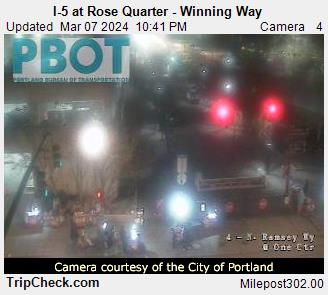 I-5 at Rose Quarter - Winning Way
Updated Mar 07 2024 10:41 PM Camera 4
PBOT
PORTLAND BUREAU OF TRANSPORTATION
4 - N. Ramsey Wy
W One Ctr
Camera courtesy of the City of Portland
TripCheck.com Milepost302.00